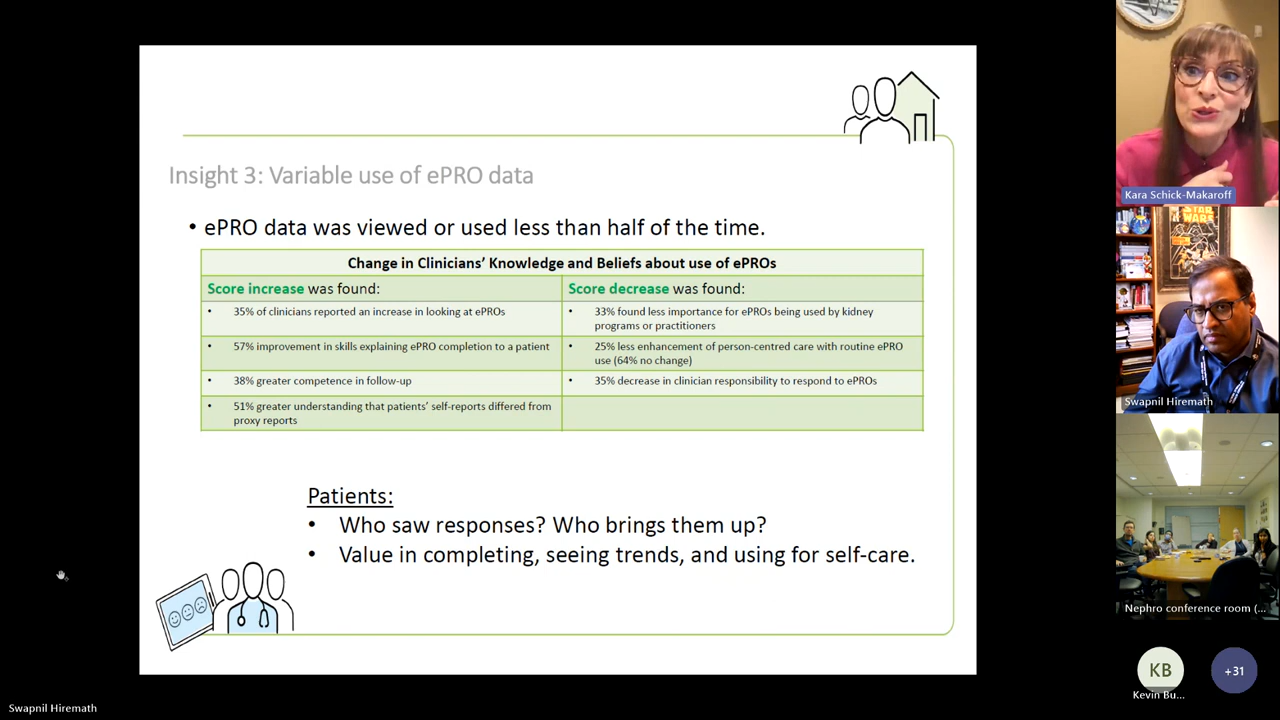 Insight 3: Variable use of ePRO data
• ePRO data was viewed or used less than half of the time.
Change in Clinicians' Knowledge and Beliefs about use of ePROs
Score increase was found:
Score decrease was found:
• 35% of clinicians reported an increase in looking at ePROs
• 33% found less importance for ePROs being used by kidney
programs or practitioners
• 57% improvement in skills explaining ePRO completion to a patient
• 25% less enhancement of person-centred care with routine ePRO
use (64% no change)
• 38% greater competence in follow-up
• 35% decrease in clinician responsibility to respond to ePROs
• 51% greater understanding that patients' self-reports differed from
proxy reports
Patients:
• Who saw responses? Who brings them up?
• Value in completing, seeing trends, and using for self-care.
Kara Schick-Makaroff
STAR
WARS
Swapnil Hiremath
Nephro conference room (...
KB
Kevin Bu...
+31
Swapnil Hiremath